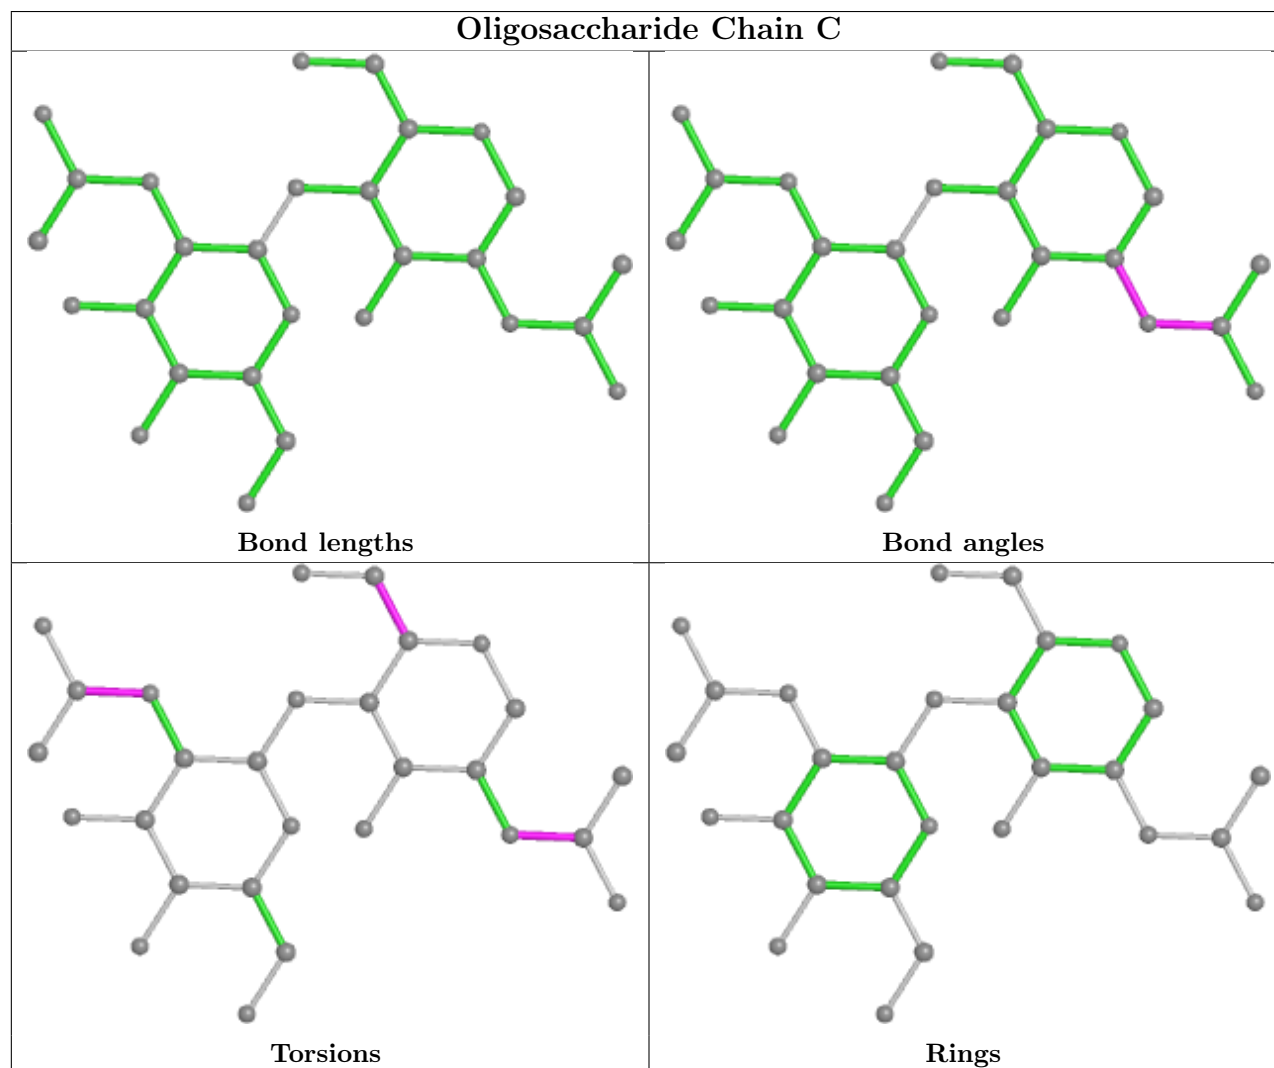 Oligosaccharide Chain C
Bond lengths
Bond angles
Torsions
Rings